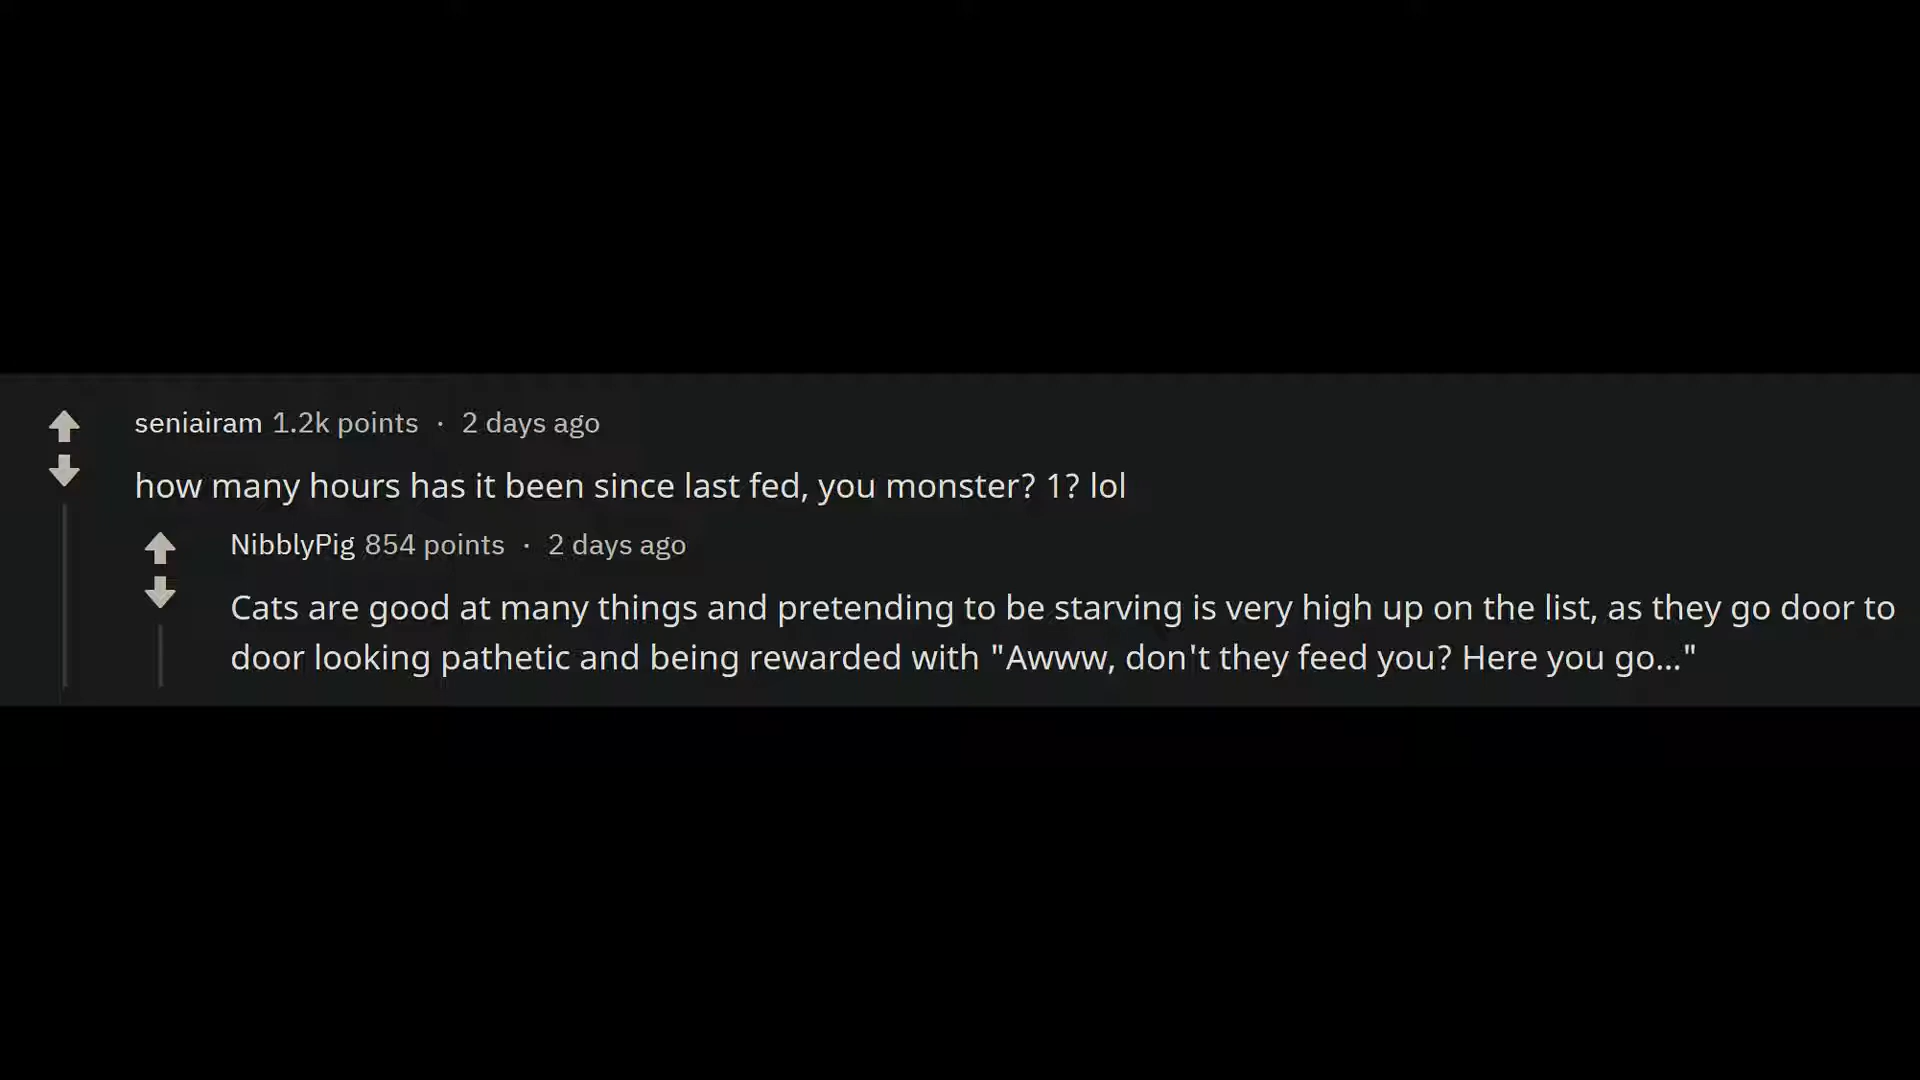 seniairam 1.2k points · 2 days ago
how many hours has it been since last fed, you monster? 1? lol
NibblyPig 854 points · 2 days ago
Cats are good at many things and pretending to be starving is very high up on the list, as they go door to
door looking pathetic and being rewarded with "Awww, don't they feed you? Here you go..."